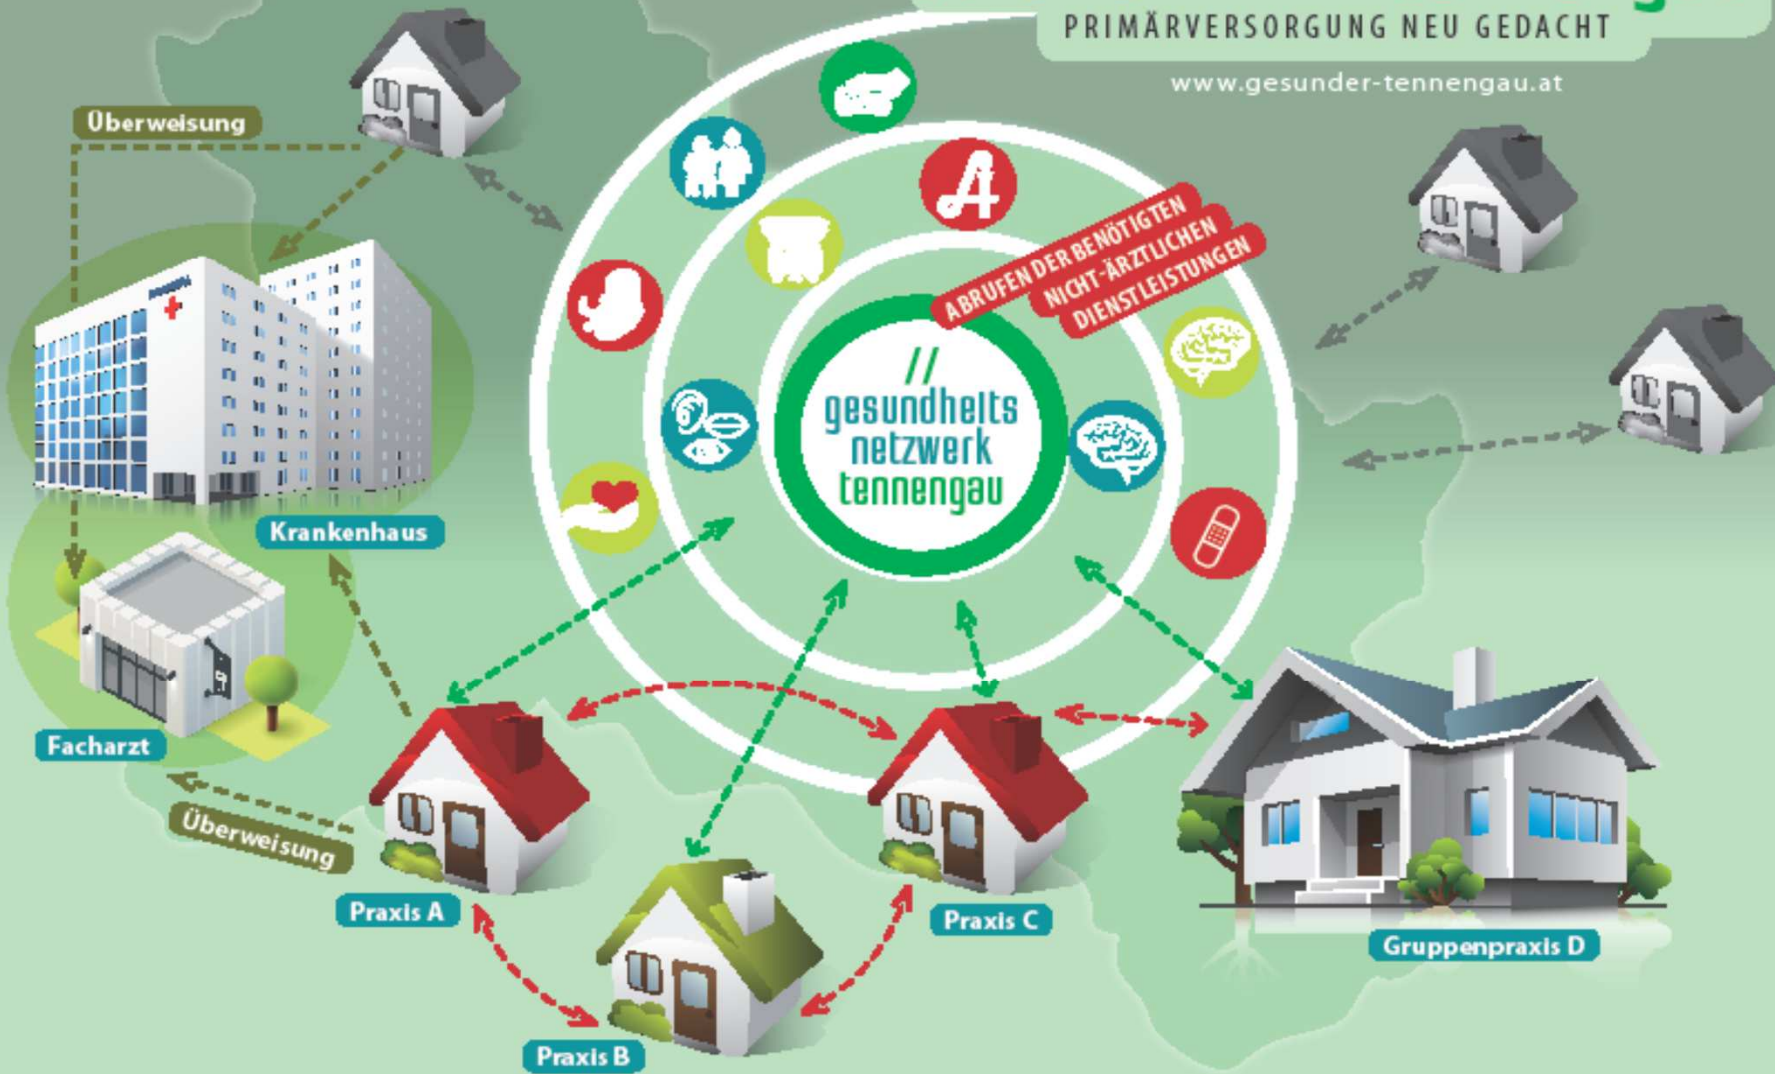 PRIMÄRVERSORGUNG NEU GEDACHT
www.gesunder-tennengau.at
Überweisung
ABRUFEN DER BENÖTIGTEN
NICHT-ÄRZTLICHEN
DIENSTLEISTUNGEN
//
gesundheits
netzwerk
tennengau
Krankenhaus
Facharzt
Überweisung
Praxis A
Praxis C
Gruppenpraxis D
Praxis B